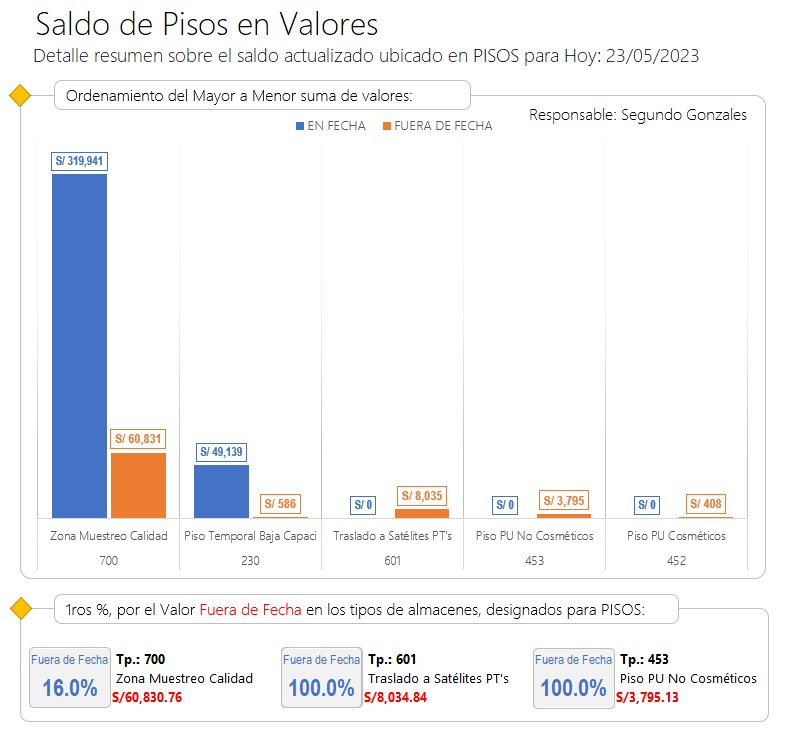 Saldo de Pisos en Valores
Detalle resumen sobre el saldo actualizado ubicado en PISOS para Hoy: 23/05/2023
Ordenamiento del Mayor a Menor suma de valores:
Responsable: Segundo Gonzales
EN FECHA FUERA DE FECHA
S/ 319,941
S/ 60,831
S/ 49,139
S/ 586
S/ 0
S/ 8,035
S/ 0
S/ 3,795
S/ 0
S/ 408
Zona Muestreo Calidad
Piso Temporal Baja Capaci
Traslado a Satélites PT's
Piso PU No Cosméticos
Piso PU Cosméticos
700
230
601
453
452
1ros %, por el Valor Fuera de Fecha en los tipos de almacenes, designados para PISOS:
Fuera de Fecha
16.0%
Tp.: 700
Zona Muestreo Calidad
S/60,830.76
Fuera de Fecha
100.0%
Tp.: 601
Traslado a Satélites PT's
S/8,034.84
Fuera de Fecha
100.0%
Tp.: 453
Piso PU No Cosméticos
S/3,795.13